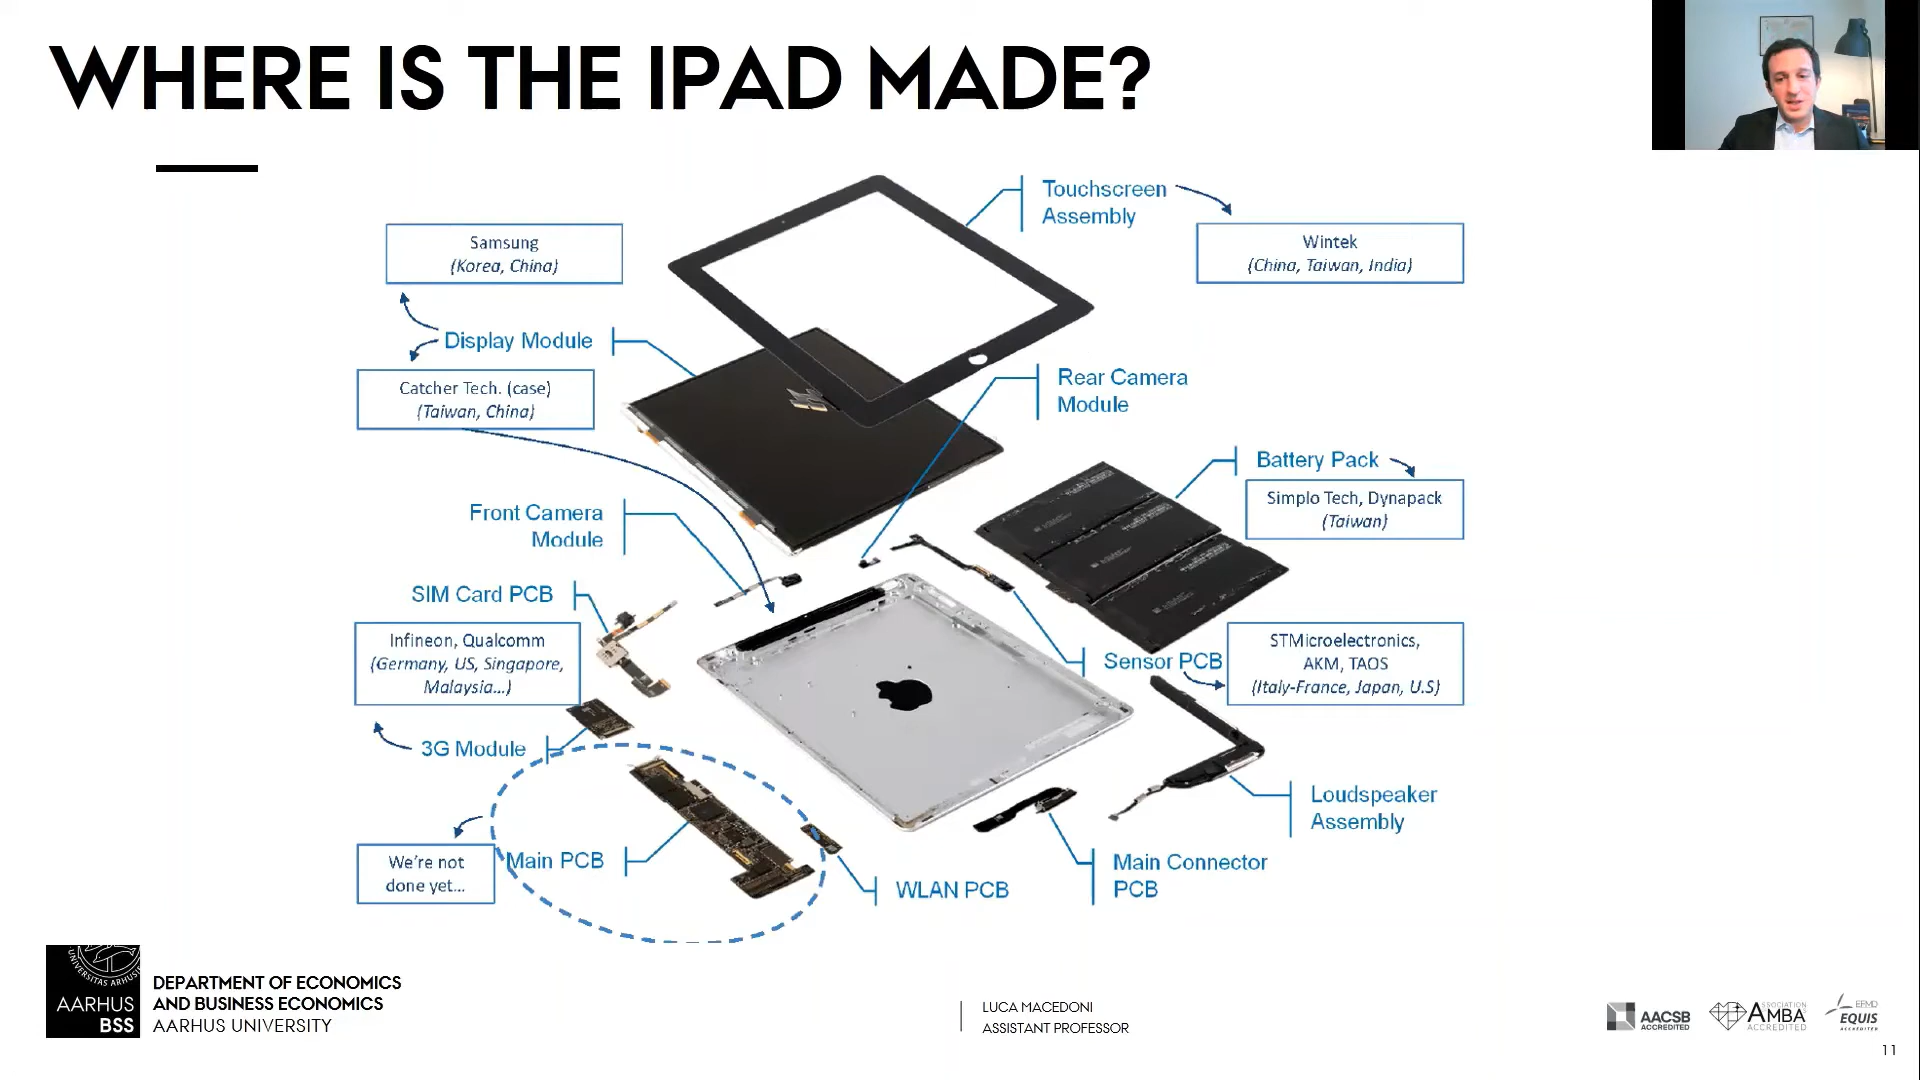 WHERE IS THE IPAD MADE?
Touchscreen
Assembly
Samsung
(Korea, China)
Wintek
(China, Taiwan, India)
Display Module
Catcher Tech. (case)
(Taiwan, China)
Rear Camera
Module
Battery Pack
Simplo Tech, Dynapack
(Taiwan)
Front Camera
Module
SIM Card PCB
Infineon, Qualcomm
(Germany, US, Singapore,
Malaysia...)
Sensor PCB
STMicroelectronics,
AKM, TAOS
(Italy-France, Japan, U.S)
3G Module
Loudspeaker
Assembly
We're not
done yet...
Main PCB
WLAN PCB
Main Connector
PCB
AARHUS
BSS
DEPARTMENT OF ECONOMICS
AND BUSINESS ECONOMICS
AARHUS UNIVERSITY
LUCA MACEDONI
ASSISTANT PROFESSOR
AACSB
ACCREDITED
ASSOCIATION
AMBA
ACCREDITED
EFMD
EQUIS
ACCREDITED
11